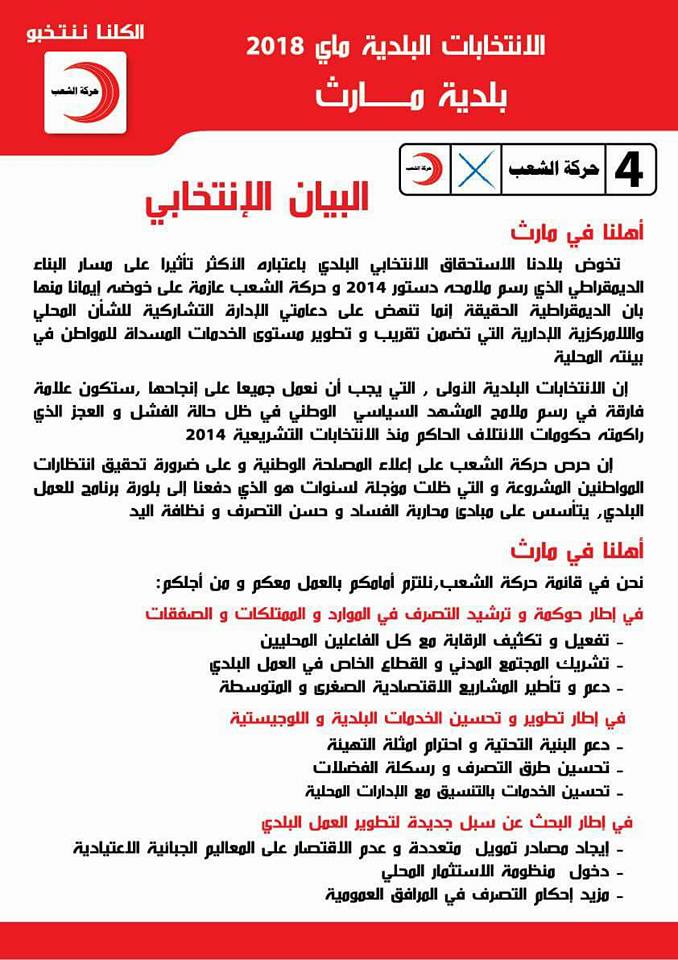 الكلنا ننتخبو
حركة الشعب
الانتخابات البلدية ماي 2018
بلدية مـــارث
4 حركة الشعب
حركة الشعب
البيان الإنتخابي
أهلنا في مارث
تخوض بلادنا الاستحقاق الانتخابي البلدي باعتباره الأكثر تأثيرا على مسار البناء
الديمقراطي الذي رسم ملامحه دستور 2014 و حركة الشعب عازمة على خوضه إيمانا منها
بان الديمقراطية الحقيقة إنما تنهض على دعامتي الإدارة التشاركية للشأن المحلي
واللامركزية الإدارية التي تضمن تقريب و تطوير مستوى الخدمات المسداة للمواطن في
بيئته المحلية
إن الانتخابات البلدية الأولى , التي يجب أن نعمل جميعا على إنجاحها ,ستكون علامة
فارقة في رسم ملامح المشهد السياسي الوطني في ظل حالة الفشل و العجز الذي
راكمته حكومات الائتلاف الحاكم منذ الانتخابات التشريعية 2014
إن حرص حركة الشعب على إعلاء المصلحة الوطنية و على ضرورة تحقيق انتظارات
المواطنين المشروعة و التي ظلت مؤجلة لسنوات هو الذي دفعنا إلى بلورة برنامج للعمل
البلدي, يتأسس على مبادئ محاربة الفساد و حسن التصرف و نظافة اليد
أهلنا في مارث
نحن في قائمة حركة الشعب,نلتزم أمامكم بالعمل معكم و من أجلكم:
في إطار حوكمة و ترشيد التصرف في الموارد و الممتلكات و الصفقات
- تفعيل و تكثيف الرقابة مع كل الفاعلين المحليين
- تشريك المجتمع المدني و القطاع الخاص في العمل البلدي
- دعم و تأطير المشاريع الاقتصادية الصغرى و المتوسطة
في إطار تطوير و تحسين الخدمات البلدية و اللوجيستية
- دعم البنية التحتية و احترام امثلة التهيئة
- تحسين طرق التصرف و رسكلة الفضلات
- تحسين الخدمات بالتنسيق مع الإدارات المحلية
في إطار البحث عن سبل جديدة لتطوير العمل البلدي
- إيجاد مصادر تمويل متعددة و عدم الاقتصار على المعاليم الجبائية الاعتيادية
- دخول منظومة الاستثمار المحلي
- مزيد إحكام التصرف في المرافق العمومية